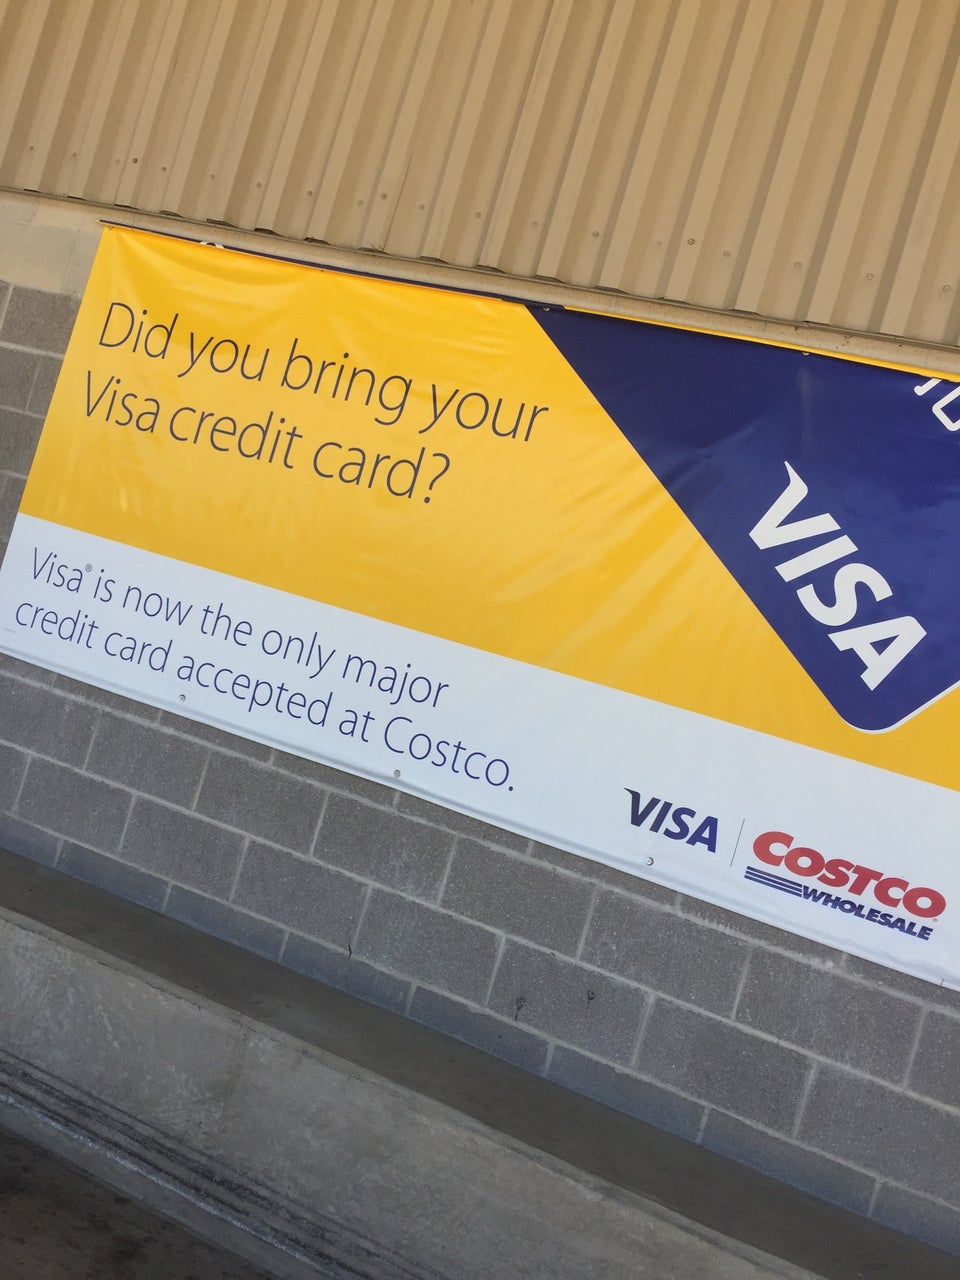 Did you bring your
Visa credit card?
VISA
Visa® is now the only major
credit card accepted at Costco.
VISA
COSTCO
WHOLESALE